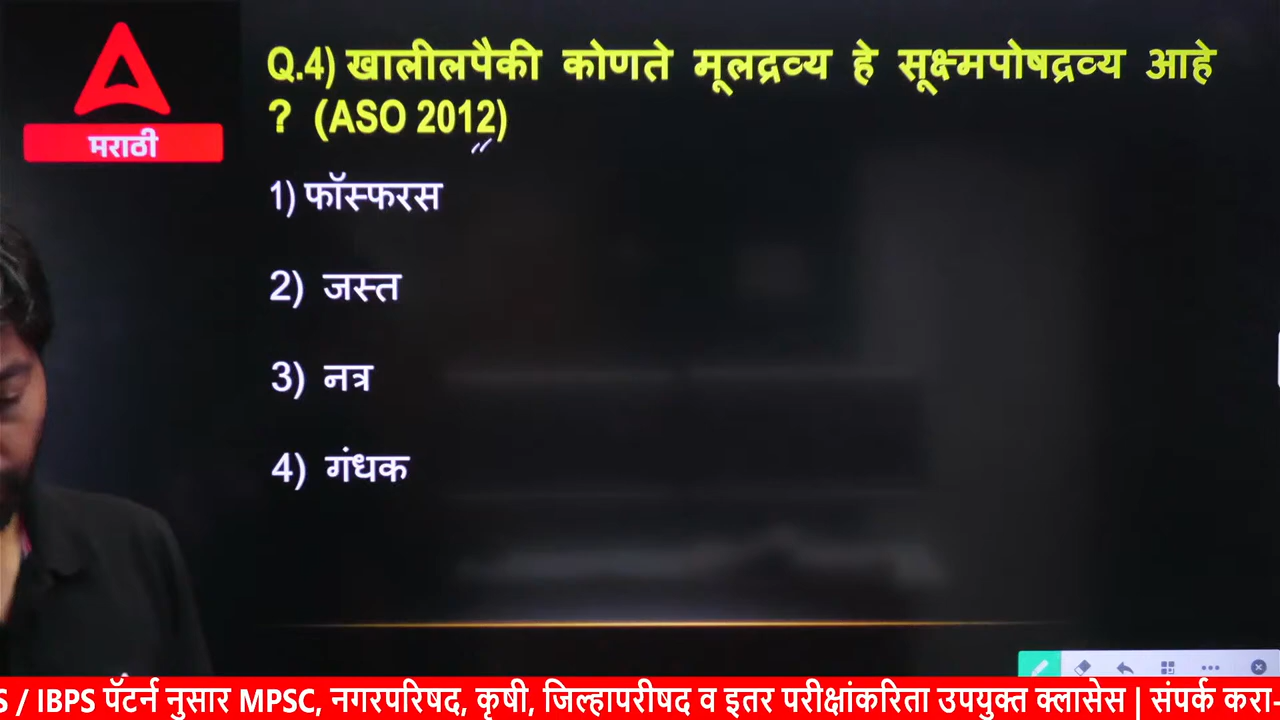 मराठी
Q.4) खालीलपैकी कोणते मूलद्रव्य हे सूक्ष्मपोषद्रव्य आहे
? (ASO 2012)
1) फॉस्फरस
2) जस्त
3) नत्र
4) गंधक
S / IBPS पॅटर्न नुसार MPSC, नगरपरिषद, कृषी, जिल्हापरीषद व इतर परीक्षांकरिता उपयुक्त क्लासेस | संपर्क करा-